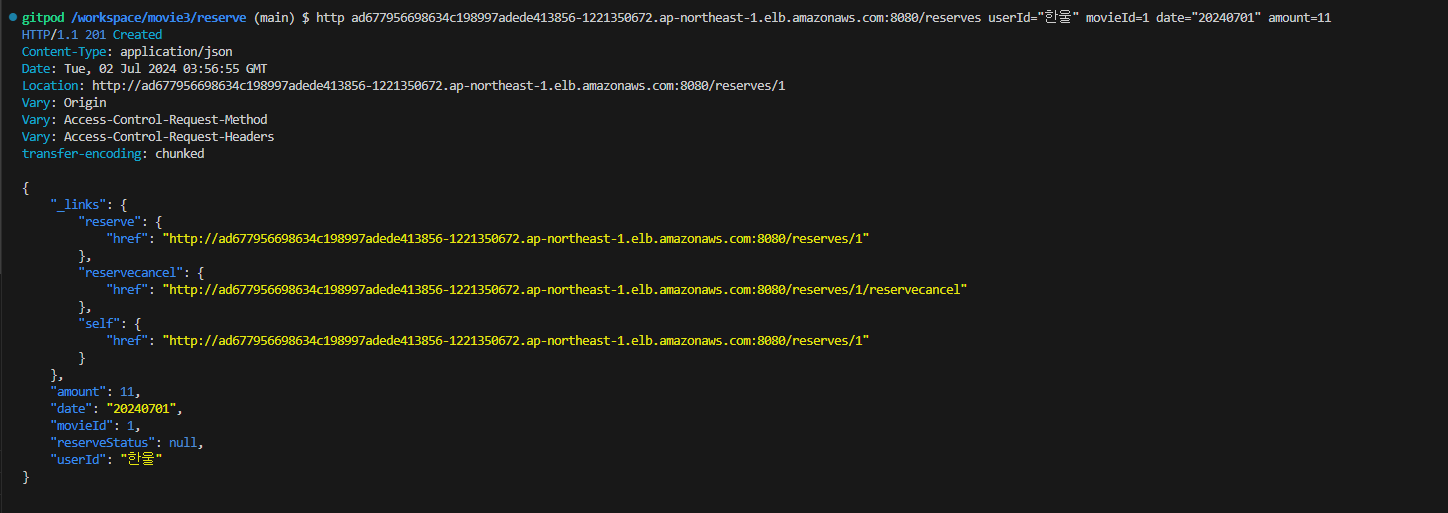 gitpod /workspace/movie3/reserve (main) $ http ad677956698634c198997adede413856-1221350672.ap-northeast-1.elb.amazonaws.com:8080/reserves userId="한울" movieId=1 date="20240701" amount=11
HTTP/1.1 201 Created
Content-Type: application/json
Date: Tue, 02 Jul 2024 03:56:55 GMT
Location: http://ad677956698634c198997adede413856-1221350672.ap-northeast-1.elb.amazonaws.com:8080/reserves/1
Vary: Origin
Vary: Access-Control-Request-Method
Vary: Access-Control-Request-Headers
transfer-encoding: chunked
{
    "_links": {
        "reserve": {
            "href": "http://ad677956698634c198997adede413856-1221350672.ap-northeast-1.elb.amazonaws.com:8080/reserves/1"
        },
        "reservecancel": {
            "href": "http://ad677956698634c198997adede413856-1221350672.ap-northeast-1.elb.amazonaws.com:8080/reserves/1/reservecancel"
        },
        "self": {
            "href": "http://ad677956698634c198997adede413856-1221350672.ap-northeast-1.elb.amazonaws.com:8080/reserves/1"
        }
    },
    "amount": 11,
    "date": "20240701",
    "movieId": 1,
    "reserveStatus": null,
    "userId": "한울"
}